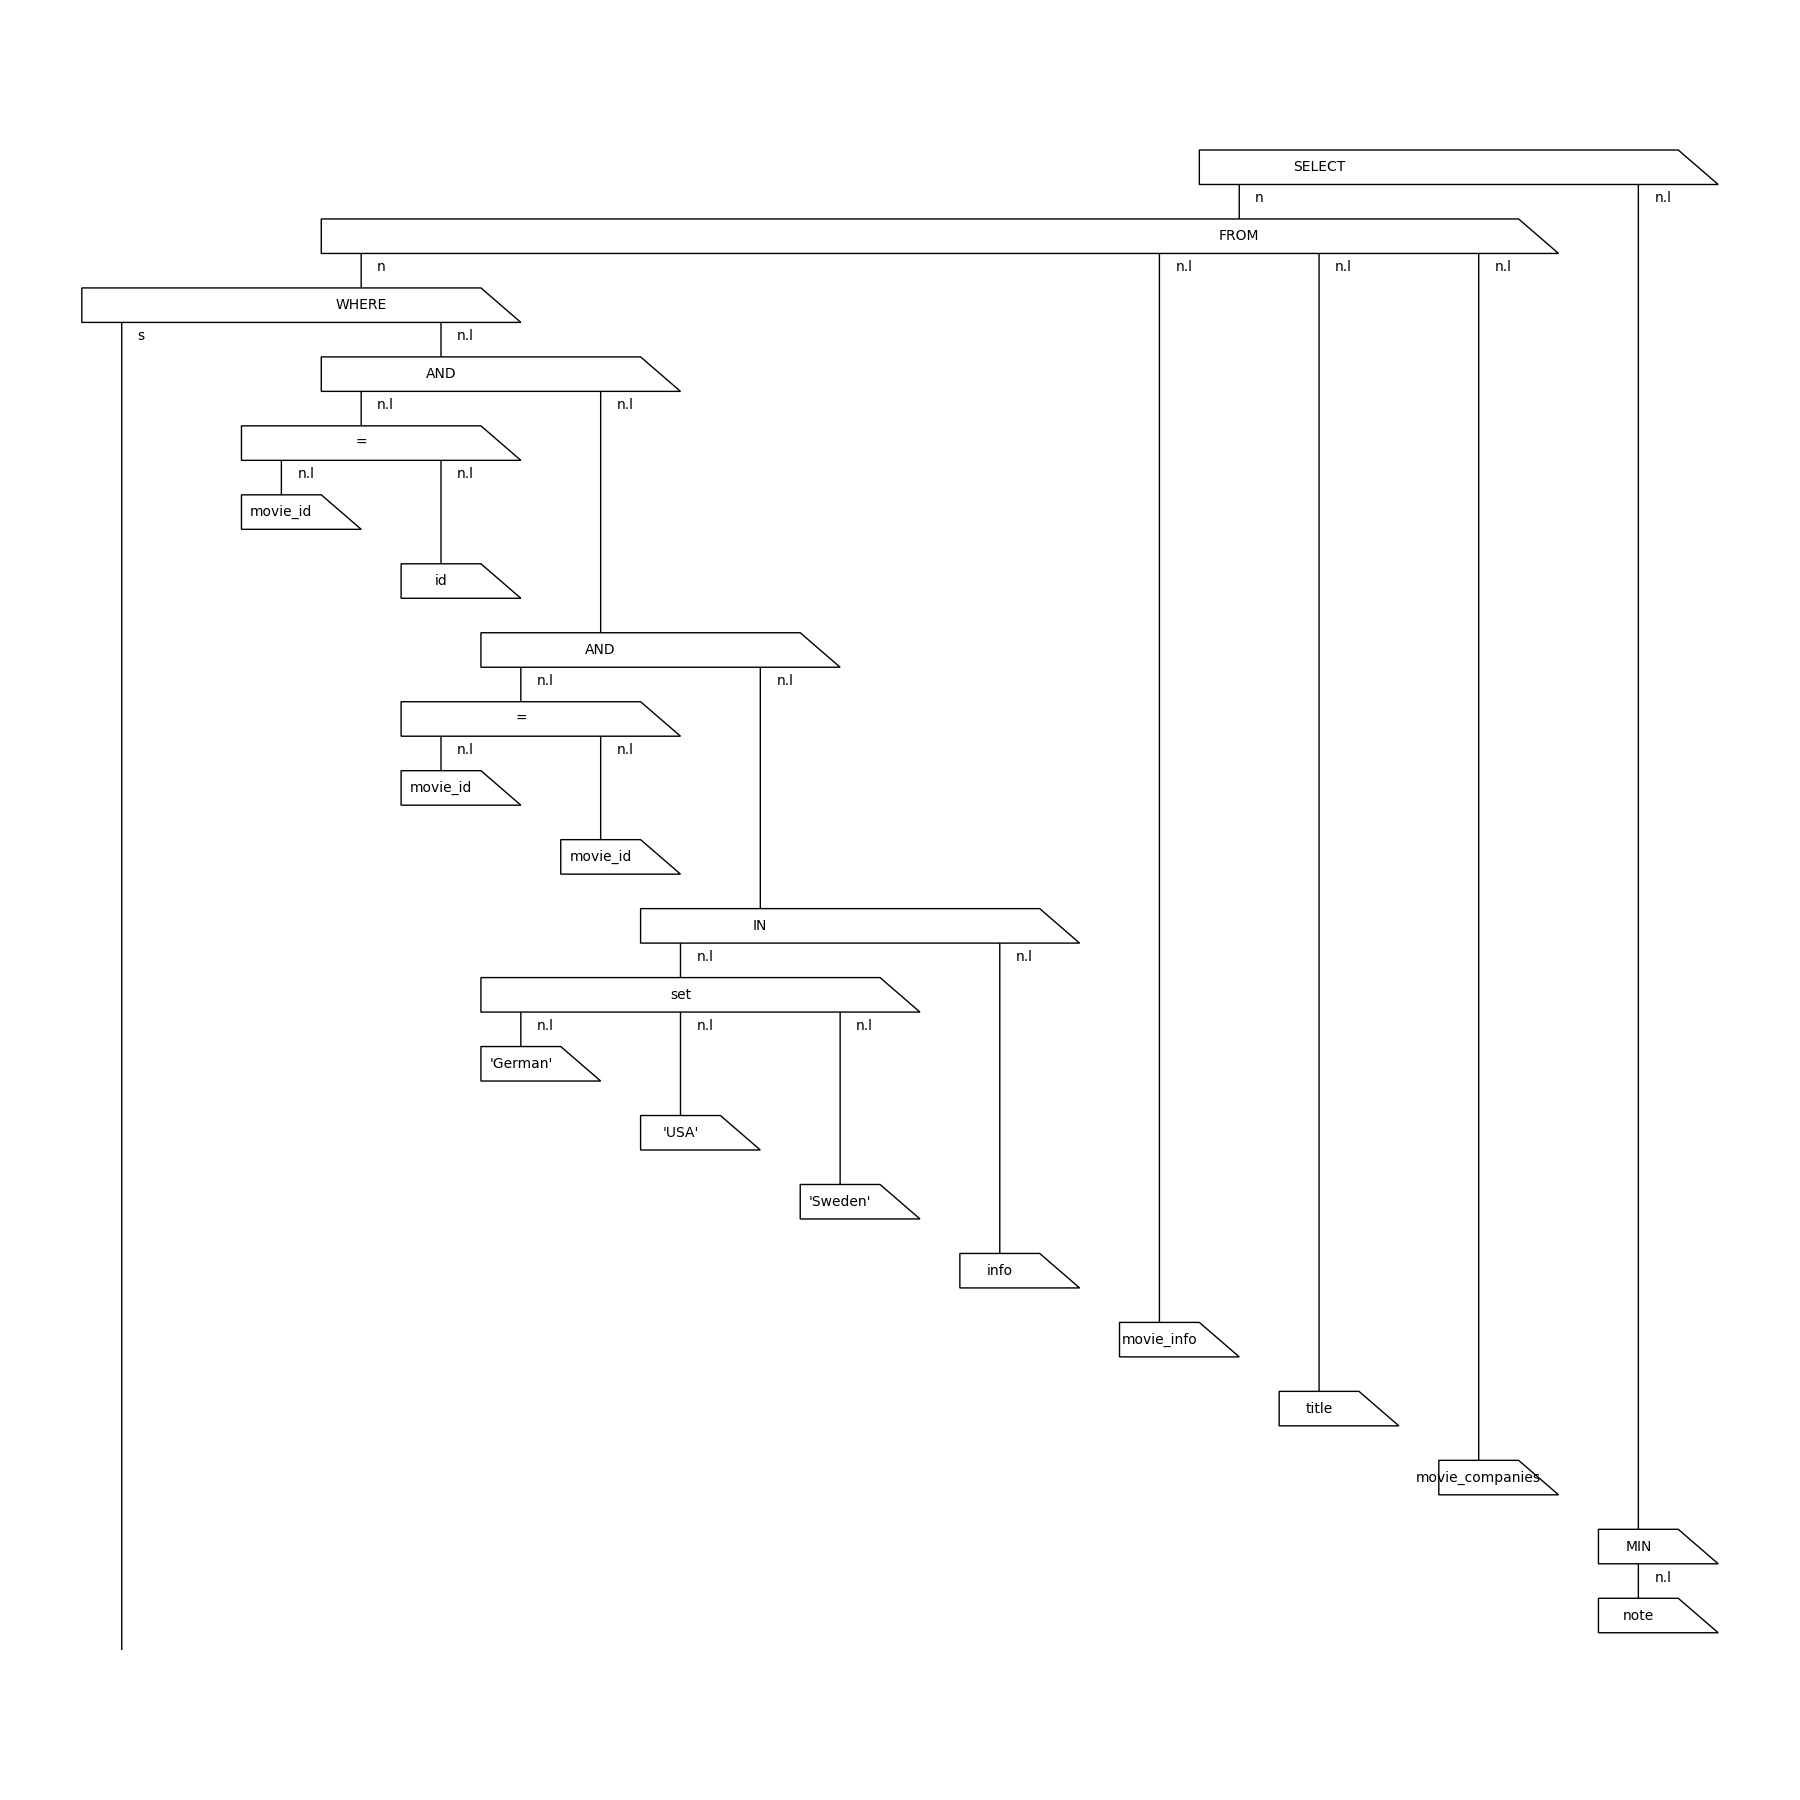 SELECT
n n.l
FROM
n n.l n.l n.l
WHERE
s n.l
AND
n.l n.l
=
n.l n.l
movie_id
id
AND
n.l n.l
=
n.l n.l
movie_id
movie_id
IN
n.l n.l
set
n.l n.l n.l
'German'
'USA'
'Sweden'
info
movie_info
title
movie_companies
MIN
n.l
note